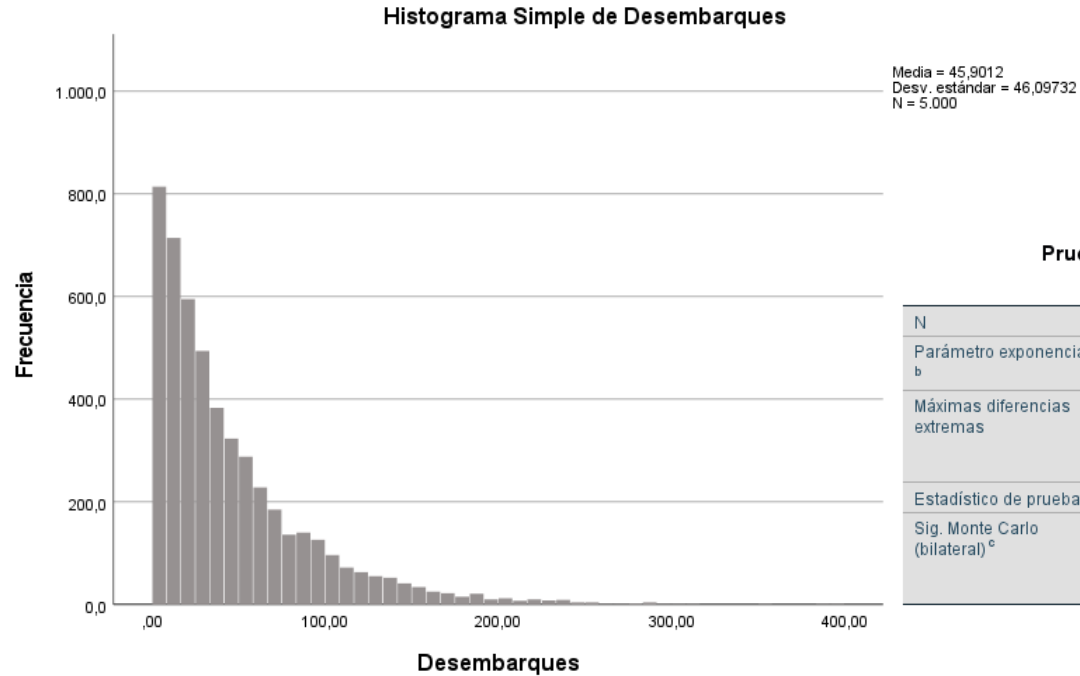 Histograma Simple de Desembarques
Media = 45,9012
Desv. estándar = 46,09732
N = 5.000
1.000,0
800,0
600,0
400,0
200,0
0,0
Frecuencia
,00
100,00
200,00
300,00
400,00
Desembarques
N
b
Máximas diferencias
extremas
Estadístico de prueba
Sig. Monte Carlo
(bilateral) c
Parámetro